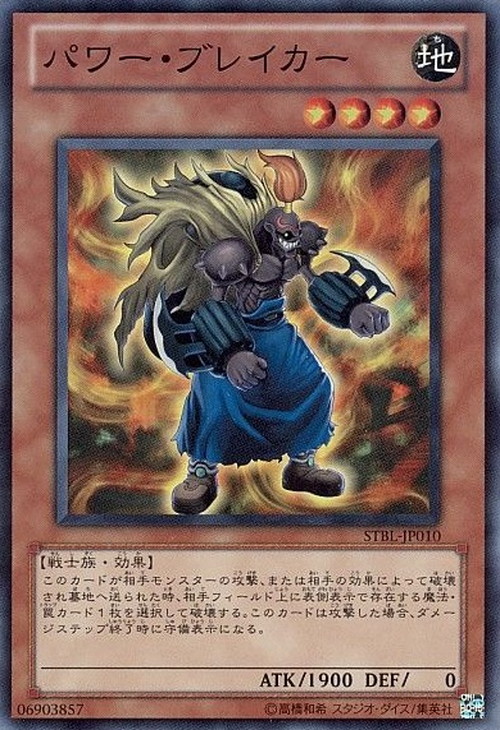 パワー・ブレイカー
地
STBL-JP010
【戦士族・効果】
このカードが相手モンスターの攻撃、または相手の効果によって破壊
され墓地へ送られた時、相手フィールド上に表側表示で存在する魔法・
罠カード1枚を選択して破壊する。このカードは攻撃した場合、ダメー
ジステップ終了時に守備表示になる。
ATK/1900 DEF/ 0
06903857 ©高橋和希 スタジオ・ダイス/集英社